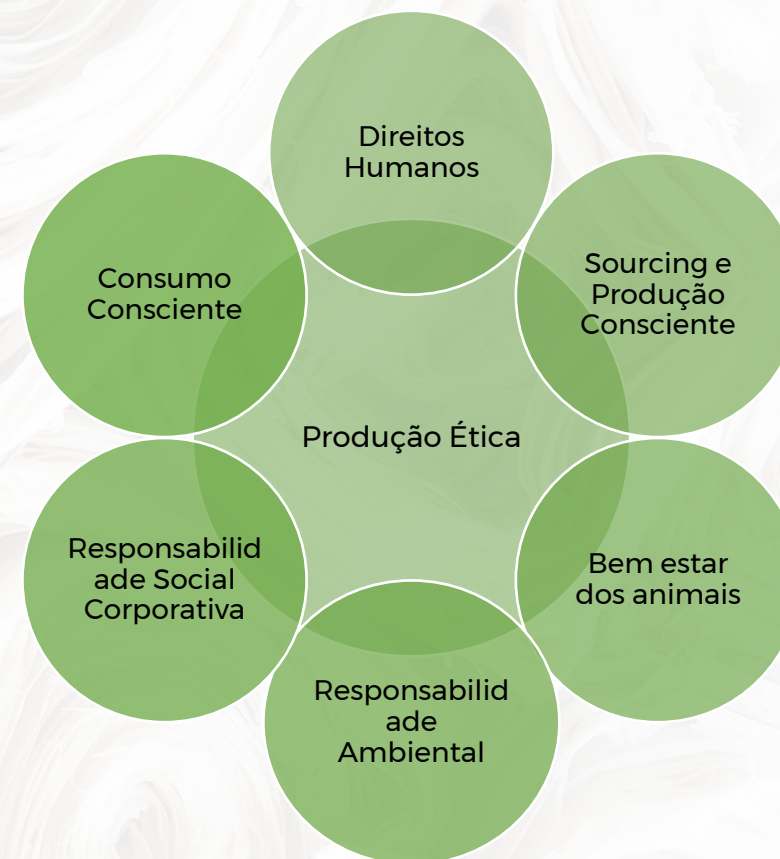 Direitos
Humanos
Sourcing e
Produção
Consciente
Consumo
Consciente
Produção Ética
Responsabilid
ade Social
Corporativa
Bem estar
dos animais
Responsabilid
ade
Ambiental